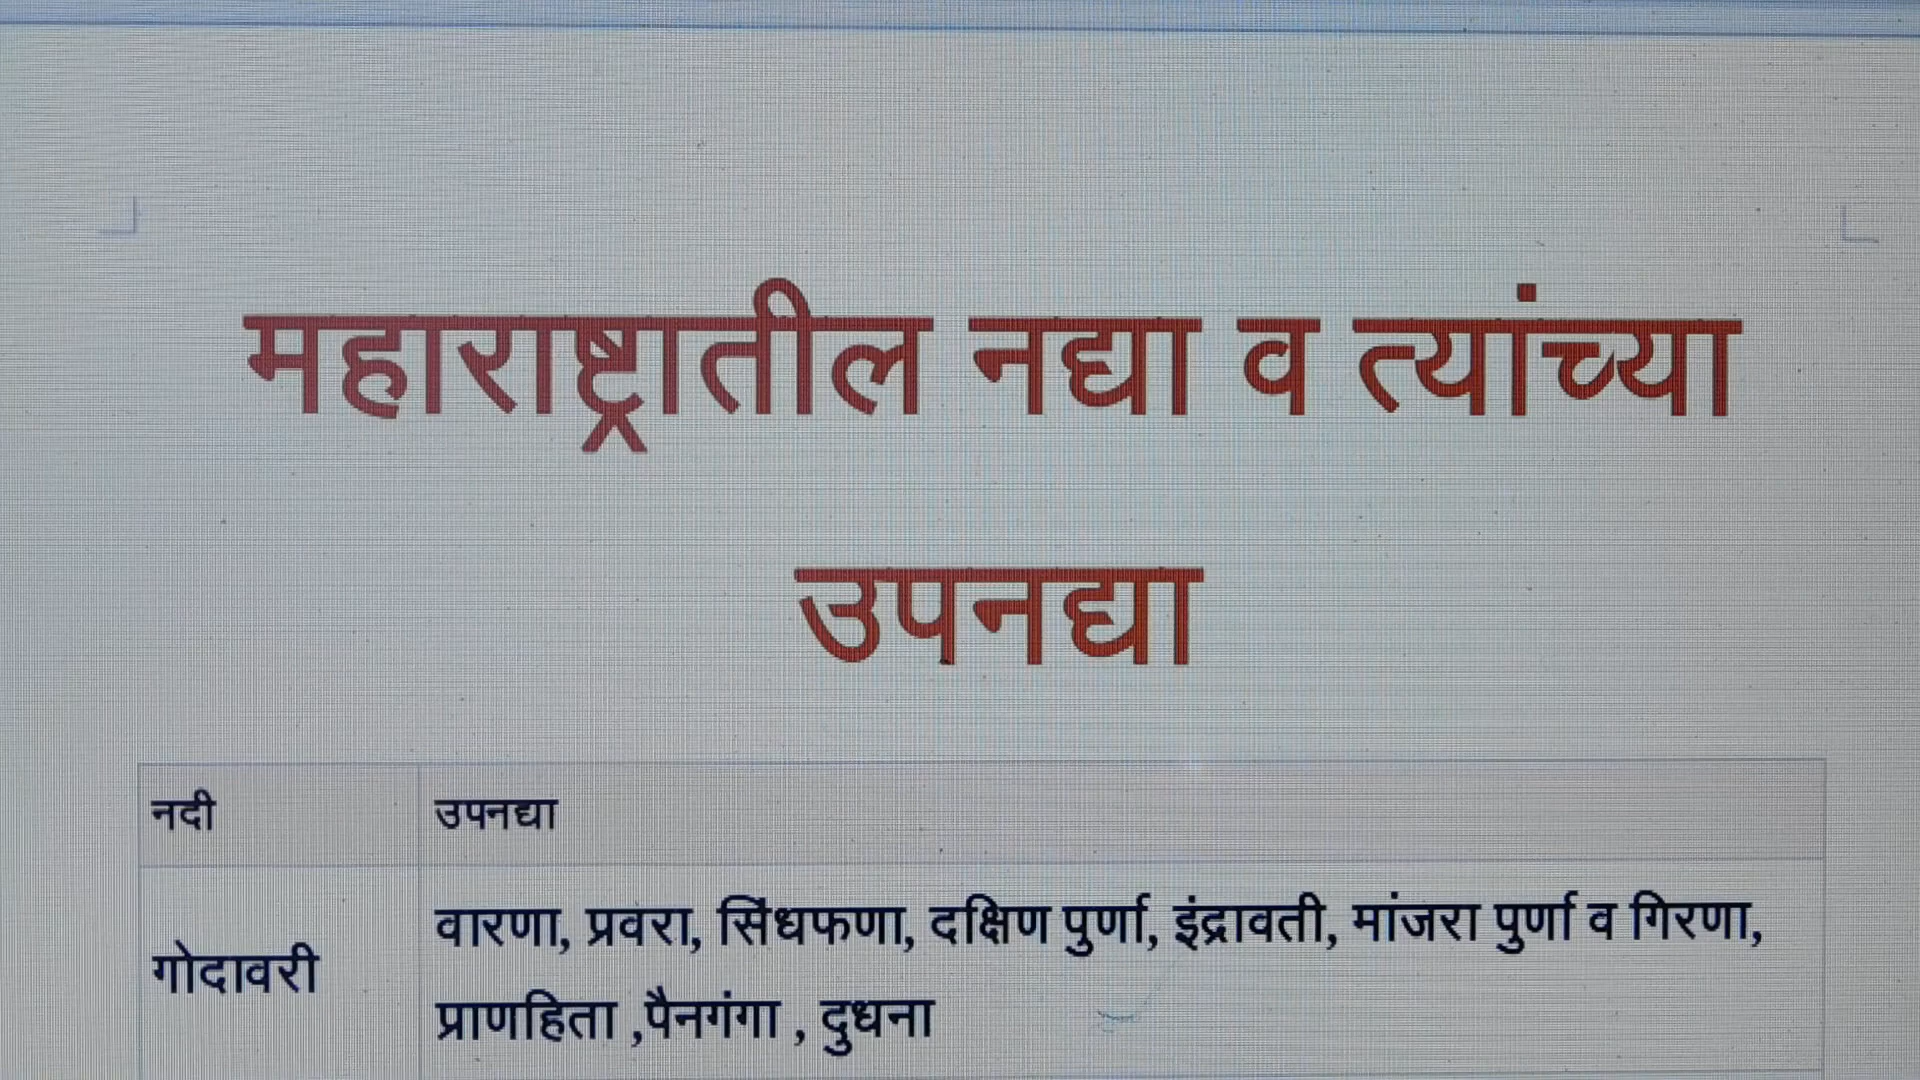 महाराष्ट्रातील नद्या व त्यांच्या
उपनद्या
नदी
उपनद्या
गोदावरी
वारणा, प्रवरा, सिंधफणा, दक्षिण पुर्णा, इंद्रावती, मांजरा पुर्णा व गिरणा,
प्राणहिता ,पैनगंगा , दुधना